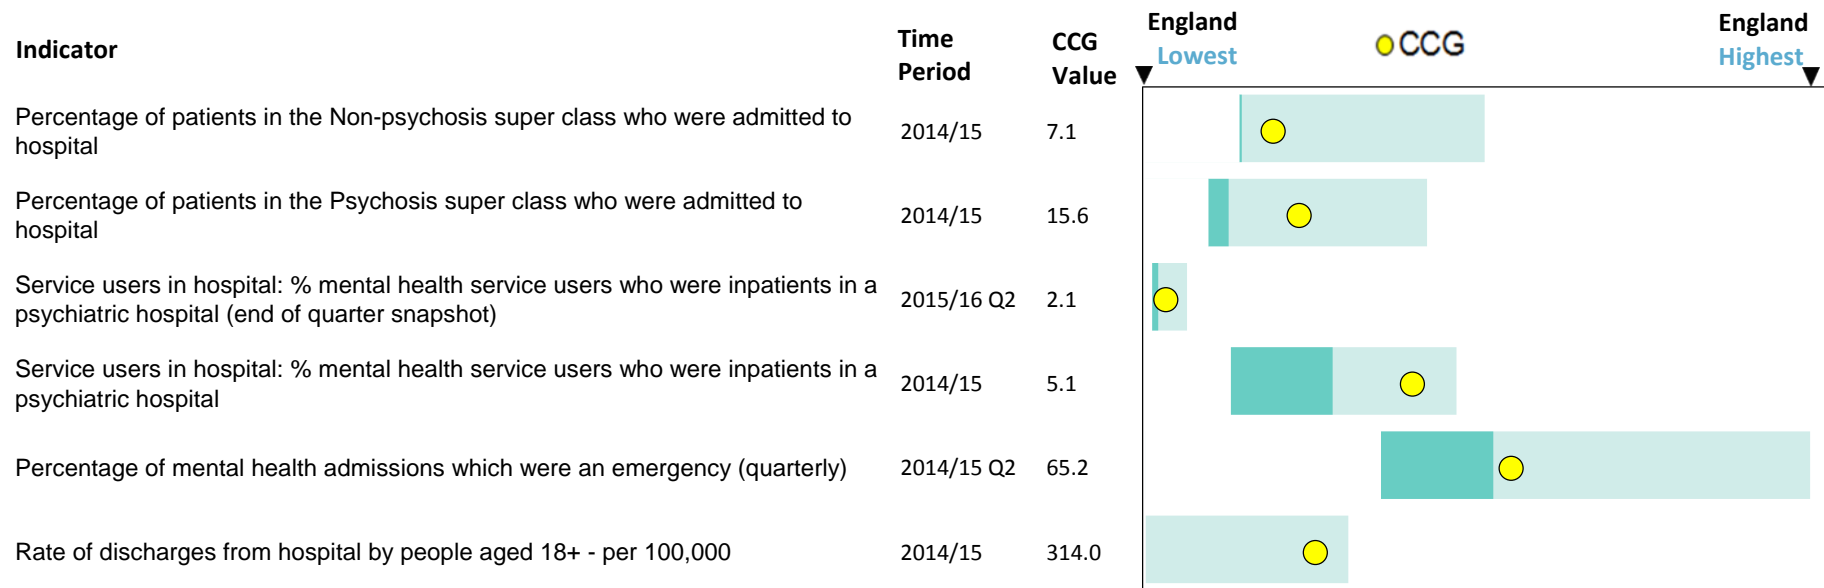 Indicator
Time
Period
CCG
Value
England
Lowest
CCG
England
Highest
Percentage of patients in the Non-psychosis super class who were admitted to
hospital
2014/15
7.1
Percentage of patients in the Psychosis super class who were admitted to
hospital
2014/15
15.6
Service users in hospital: % mental health service users who were inpatients in a
psychiatric hospital (end of quarter snapshot)
2015/16 Q2
2.1
Service users in hospital: % mental health service users who were inpatients in a
psychiatric hospital
2014/15
5.1
Percentage of mental health admissions which were an emergency (quarterly)
2014/15 Q2
65.2
Rate of discharges from hospital by people aged 18+ - per 100,000
2014/15
314.0